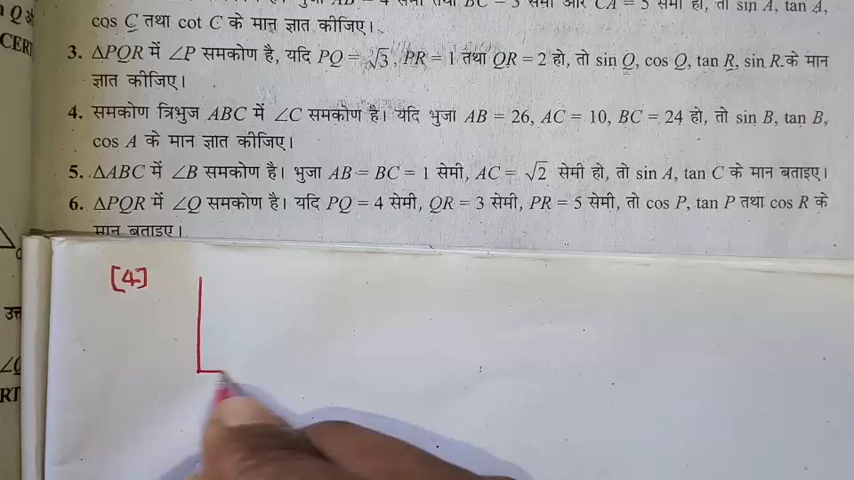 cos C तथा cot C के मान ज्ञात कीजिए।
3. ΔPQR में ∠P समकोण है, यदि PQ = √3, PR = 1 तथा QR = 2 हो, तो sin Q, cos Q, tan R, sin R के मान
ज्ञात कीजिए।
4. समकोण त्रिभुज ABC में ∠C समकोण है। यदि भुजा AB = 26, AC = 10, BC = 24 हो, तो sin B, tan B,
cos A के मान ज्ञात कीजिए।
5. ΔABC में ∠B समकोण है। भुजा AB = BC = 1 सेमी, AC = √2 सेमी हो, तो sin A, tan C के मान बताइए।
6. ΔPQR में ∠Q समकोण है। यदि PQ = 4 सेमी, QR = 3 सेमी, PR = 5 सेमी, तो cos P, tan P तथा cos R के
मान बताइए।
[4]